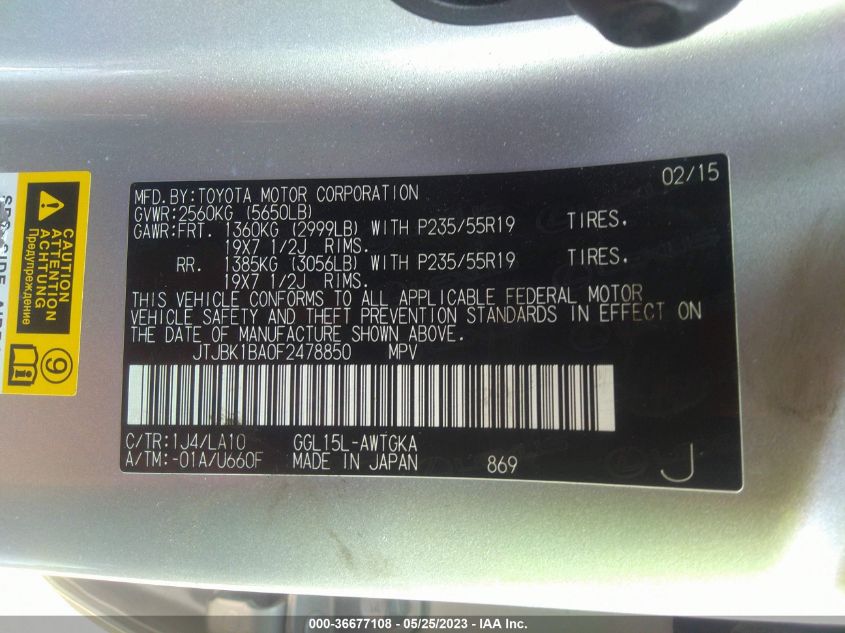 MFD.BY:TOYOTA MOTOR CORPORATION 02/15
GVWR:2560KG (5650LB)
GAWR:FRT. 1360KG (2999LB) WITH P235/55R19 TIRES.
19X7 1/2J RIMS.
RR. 1385KG (3056LB) WITH P235/55R19 TIRES.
19X7 1/2J RIMS.
THIS VEHICLE CONFORMS TO ALL APPLICABLE FEDERAL MOTOR
VEHICLE SAFETY AND THEFT PREVENTION STANDARDS IN EFFECT ON
THE DATE OF MANUFACTURE SHOWN ABOVE.
JTJBK1BA0F2478850 MPV
C/TR:1J4/LA10 GGL15L-AWTGKA
A/TM:-01A/U660F MADE IN JAPAN 869 J
CAUTION
ATTENTION
ACHTUNG
Предупреждение
9
000-36677108 - 05/25/2023 - IAA Inc.